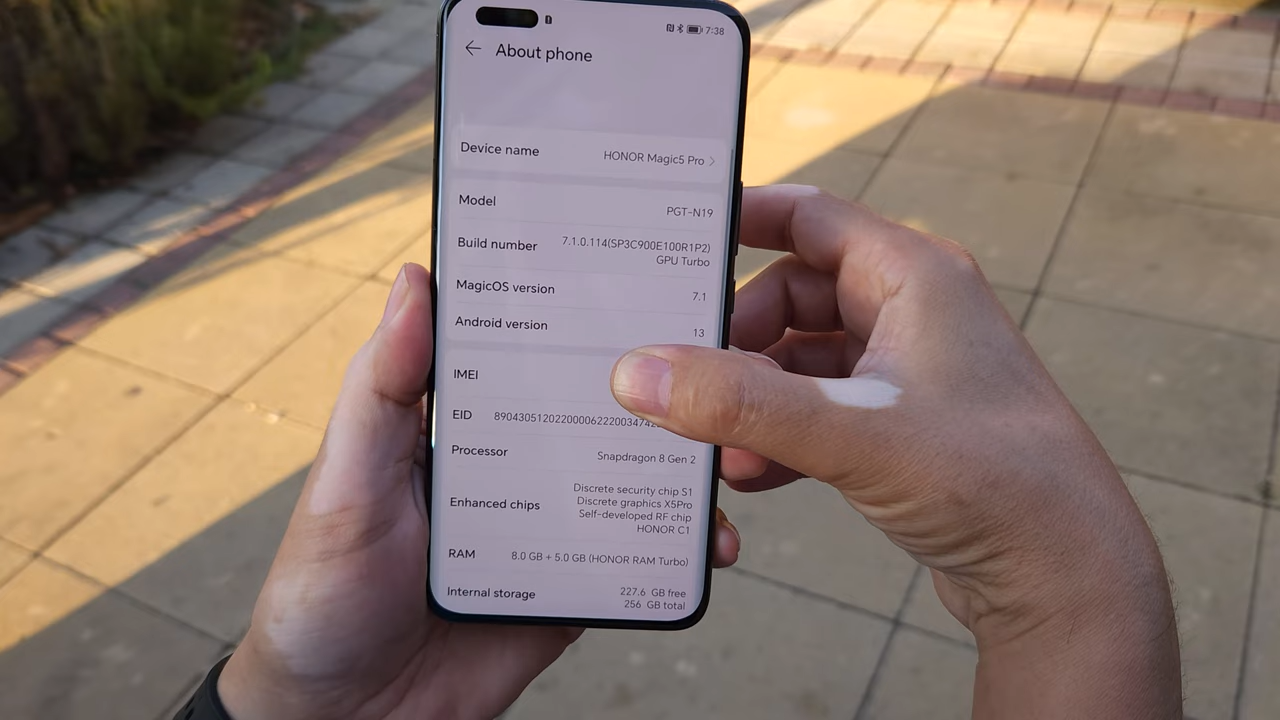 7:38
About phone
Device name HONOR Magic5 Pro
Model PGT-N19
Build number 7.1.0.114(SP3C900E100R1P2)
GPU Turbo
MagicOS version 7.1
Android version 13
IMEI
EID
Processor Snapdragon 8 Gen 2
Enhanced chips Discrete security chip S1
Discrete graphics X5Pro
Self-developed RF chip
HONOR C1
RAM 8.0 GB + 5.0 GB (HONOR RAM Turbo)
Internal storage 227.6 GB free
256 GB total